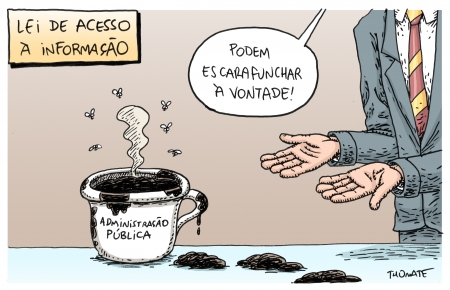 LEI DE ACESSO
À INFORMAÇÃO
PODEM
ESCARAFUNCHAR
À VONTADE!
ADMINISTRAÇÃO
PÚBLICA
THOMATE